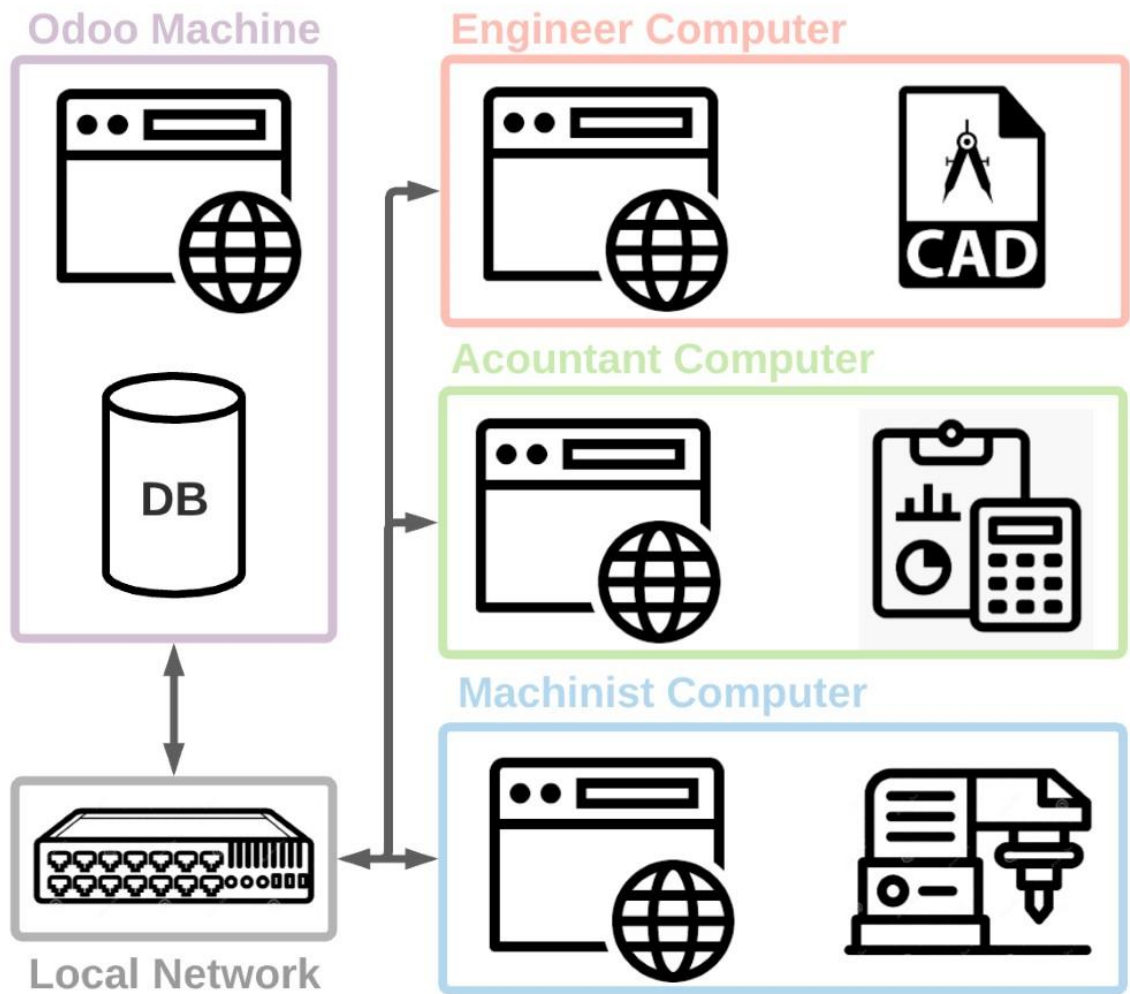 Odoo Machine
Engineer Computer
CAD
Acountant Computer
DB
Machinist Computer
Local Network